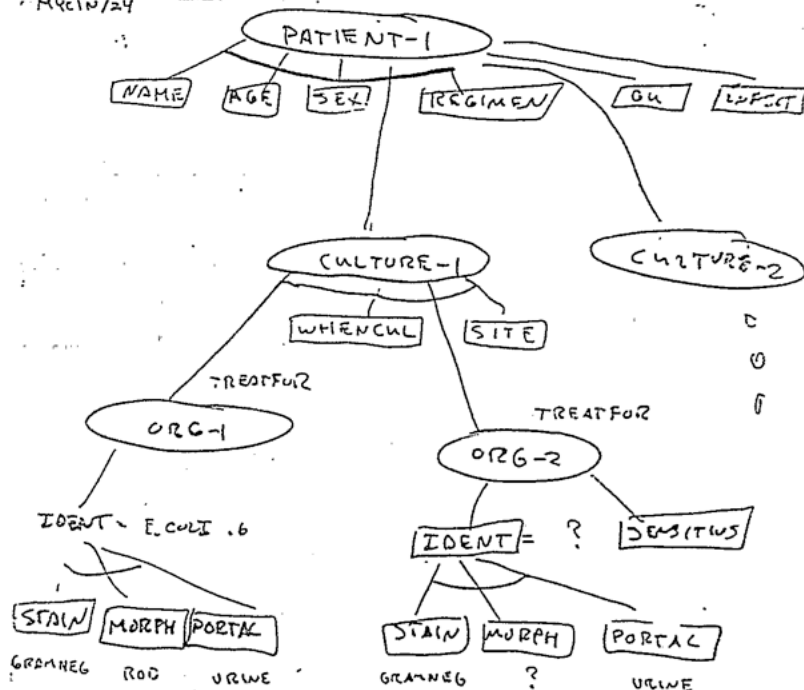 MYCIN/24
PATIENT-1
NAME AGE SEX REGIMEN INFECT
CULTURE-1 CULTURE-2
WHENCUL SITE
TREATFOR
ORG-1
TREATFOR
ORG-2
IDENT - E.COLI .6
IDENT = ? SENSITIVS
STAIN MORPH PORTAL STAIN MORPH PORTAL
GRAMNEG ROD URINE GRAMNEG ? URINE